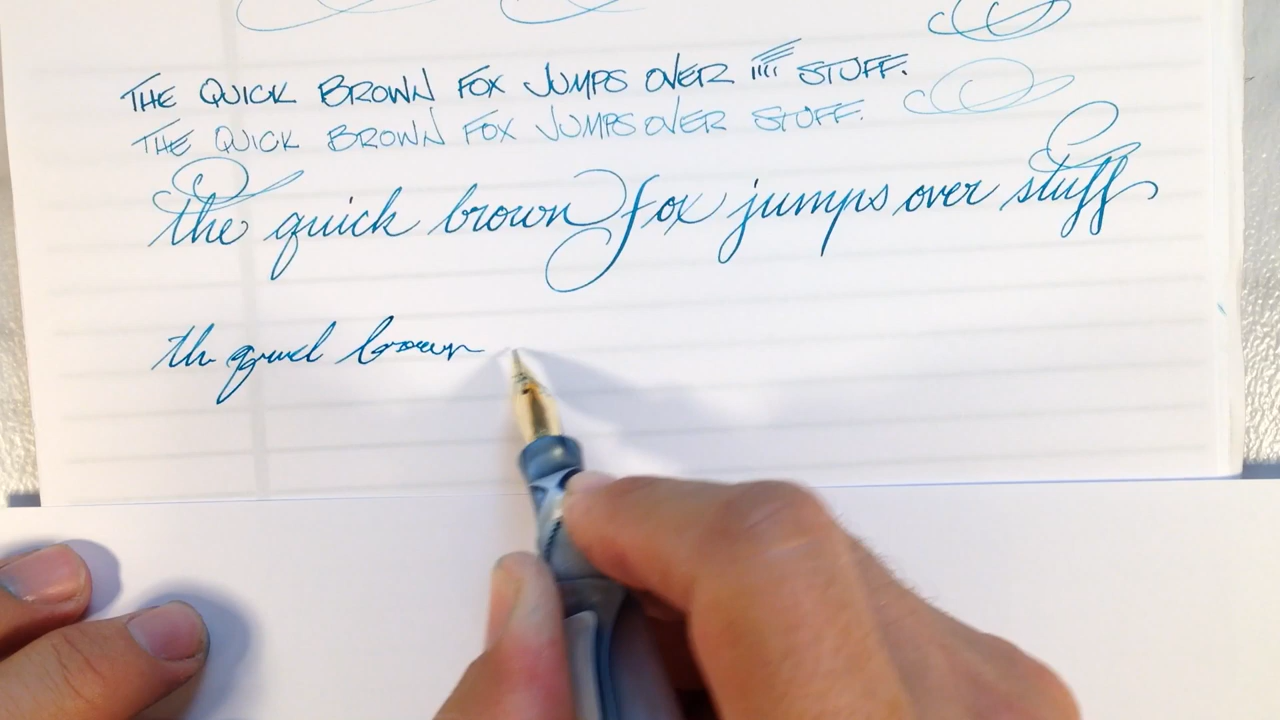 THE QUICK BROWN FOX JUMPS OVER STUFF.
THE QUICK BROWN FOX JUMPS OVER STUFF.
the quick brown fox jumps over stuff
brown